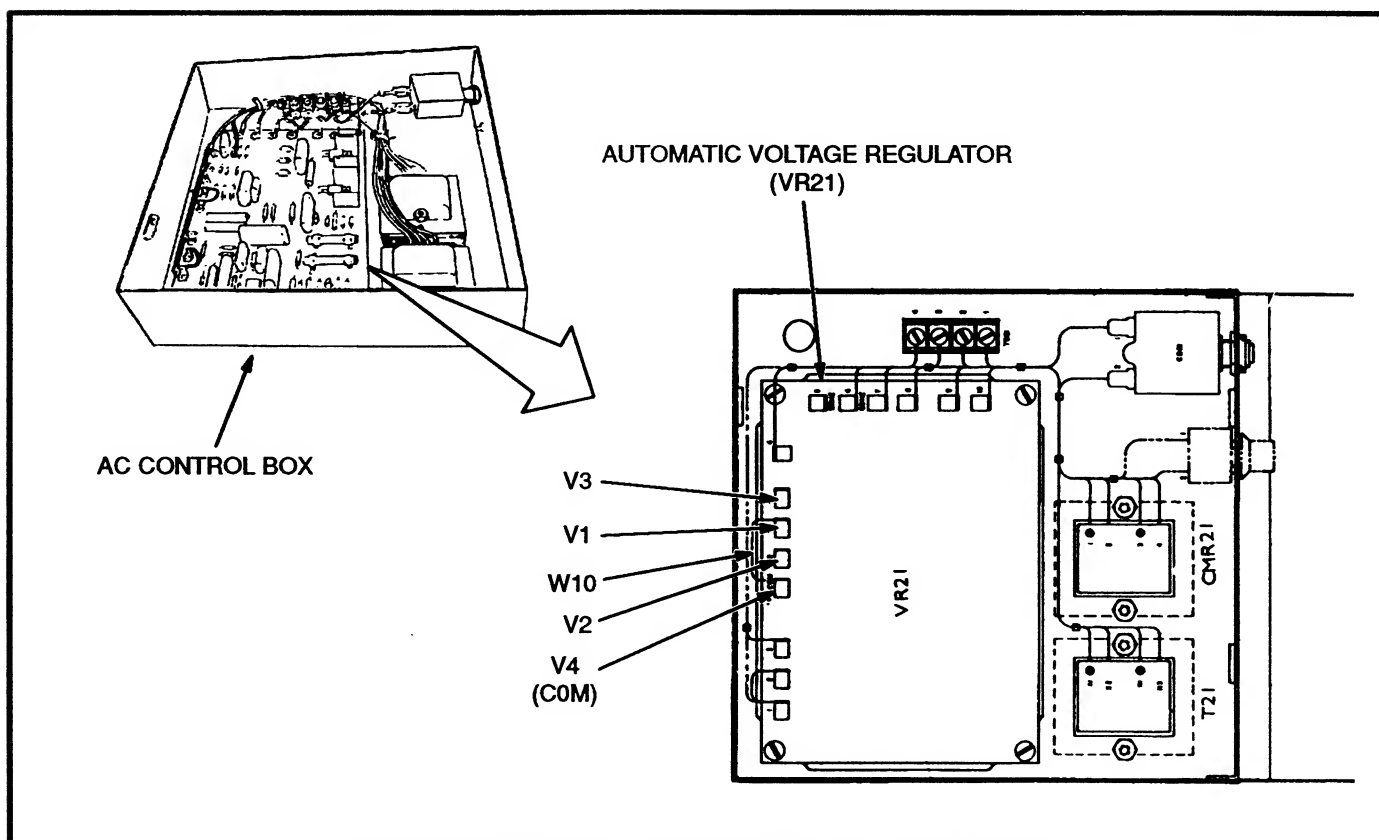 AUTOMATIC VOLTAGE REGULATOR
(VR21)
AC CONTROL BOX
V3
V1
W10
V2
V4
(C0M)
VR21
CMR21
T21